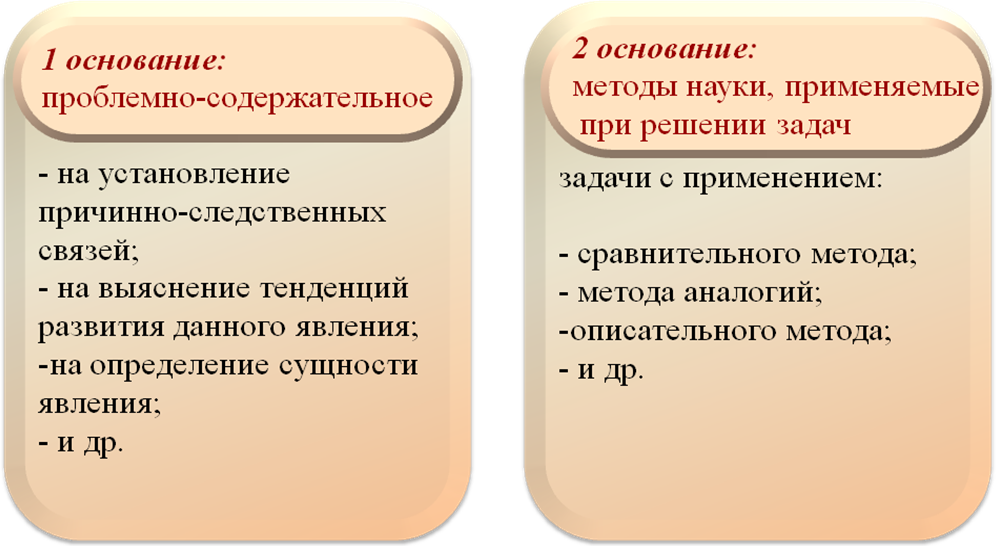 1 основание:
проблемно-содержательное
- на установление
причинно-следственных
связей;
- на выяснение тенденций
развития данного явления;
-на определение сущности
явления;
- и др.
2 основание:
методы науки, применяемые
при решении задач
задачи с применением:
- сравнительного метода;
- метода аналогий;
-описательного метода;
- и др.